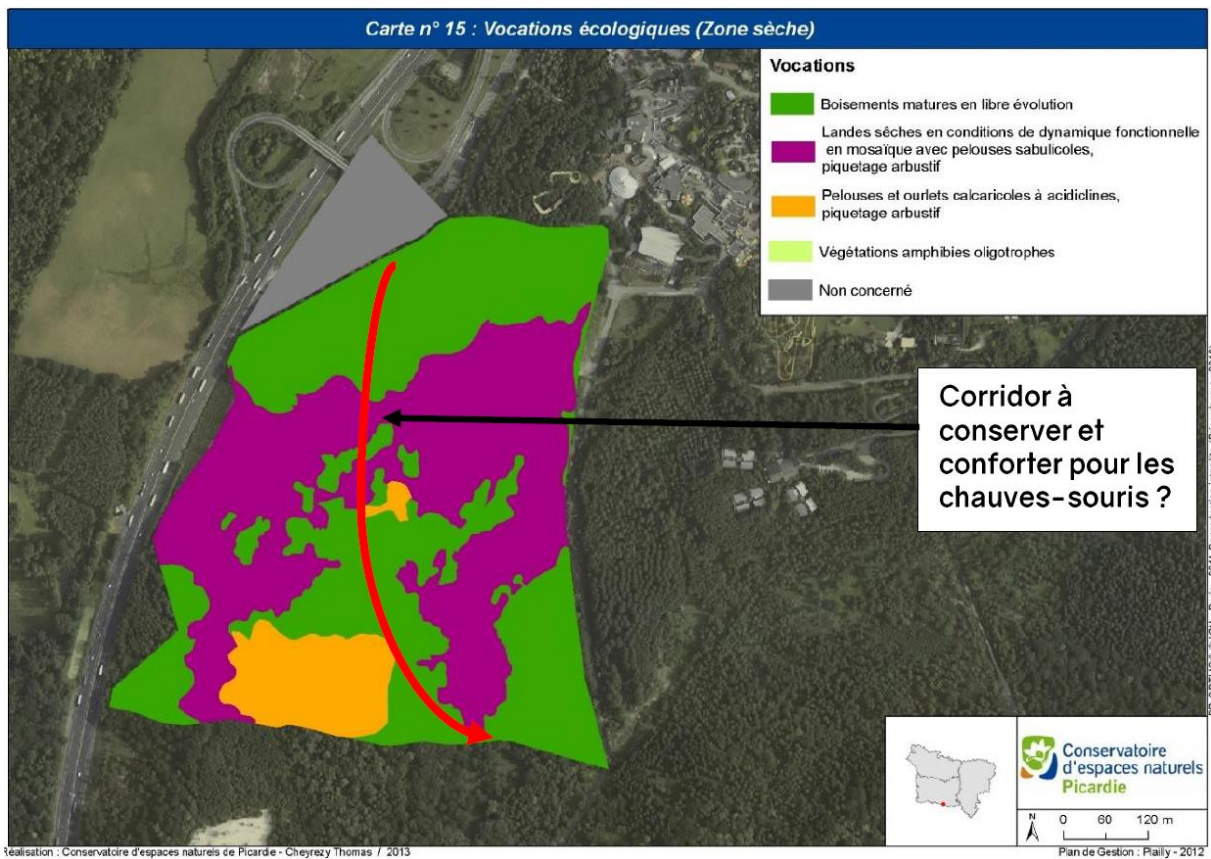 Carte n° 15 : Vocations écologiques (Zone sèche)
Vocations
Boisements matures en libre évolution
Landes sèches en conditions de dynamique fonctionnelle
en mosaïque avec pelouses sabulicoles,
piquetage arbustif
Pelouses et ourlets calcaricoles à acidiclines,
piquetage arbustif
Végétations amphibies oligotrophes
Non concerné
Corridor à
conserver et
conforter pour les
chauves-souris ?
Conservatoire
d'espaces naturels
Picardie
N
0 60 120 m
Réalisation : Conservatoire d'espaces naturels de Picardie - Cheyrezy Thomas / 2013
Plan de Gestion : Plailly - 2012